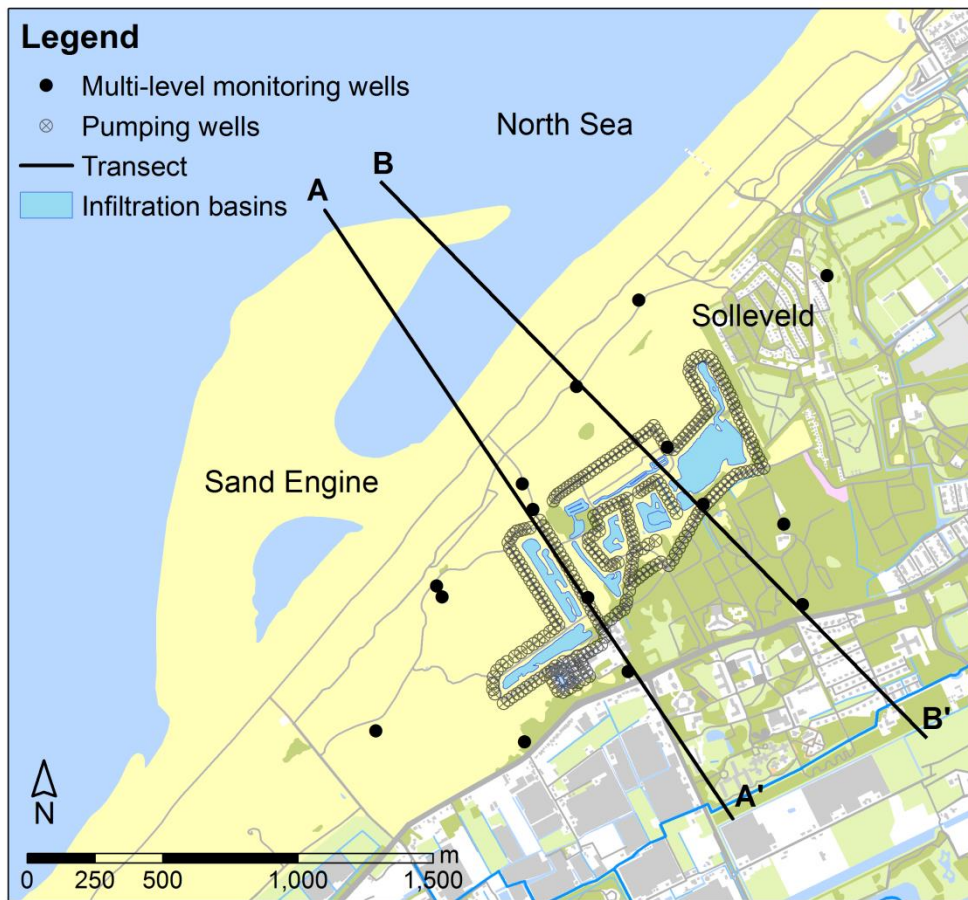 Legend
Multi-level monitoring wells
Pumping wells
Transect
Infiltration basins
North Sea
A
B
Solleveld
Sand Engine
B'
A'
N
m
0 250 500 1,000 1,500